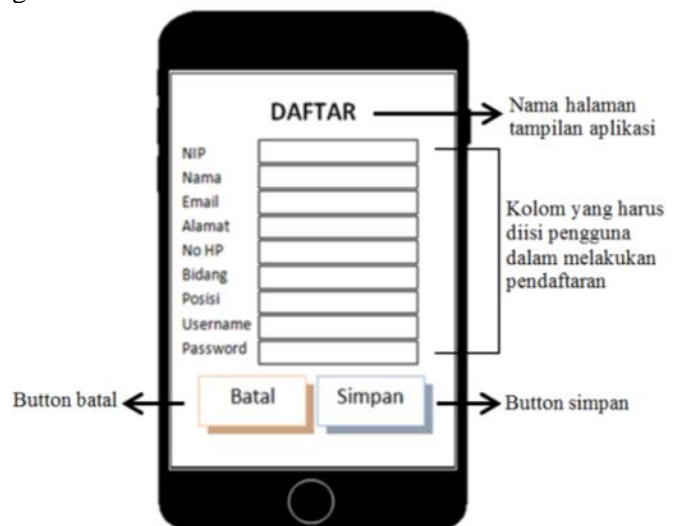 DAFTAR
Nama halaman
tampilan aplikasi
NIP
Nama
Email
Alamat
No HP
Bidang
Posisi
Username
Password
Kolom yang harus
diisi pengguna
dalam melakukan
pendaftaran
Button batal
Batal
Simpan
Button simpan